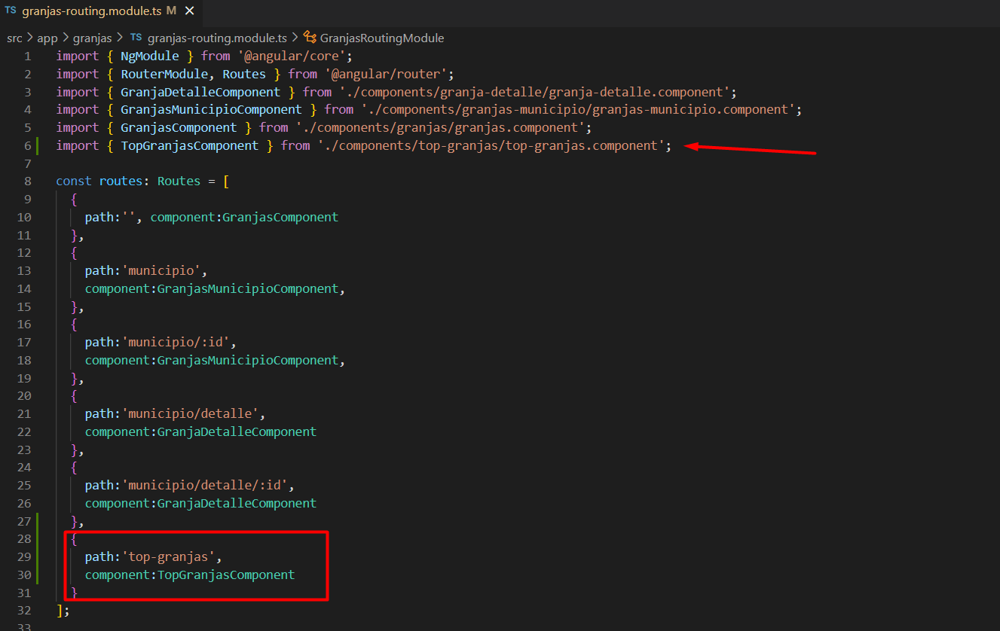 TS granjas-routing.module.ts M ×
src > app > granjas > TS granjas-routing.module.ts > GranjasRoutingModule
1 import { NgModule } from '@angular/core';
2 import { RouterModule, Routes } from '@angular/router';
3 import { GranjaDetalleComponent } from './components/granja-detalle/granja-detalle.component';
4 import { GranjasMunicipioComponent } from './components/granjas-municipio/granjas-municipio.component';
5 import { GranjasComponent } from './components/granjas/granjas.component';
6 import { TopGranjasComponent } from './components/top-granjas/top-granjas.component';
7
8 const routes: Routes = [
9 {
10 path:'', component:GranjasComponent
11 },
12 {
13 path:'municipio',
14 component:GranjasMunicipioComponent,
15 },
16 {
17 path:'municipio/:id',
18 component:GranjasMunicipioComponent,
19 },
20 {
21 path:'municipio/detalle',
22 component:GranjaDetalleComponent
23 },
24 {
25 path:'municipio/detalle/:id',
26 component:GranjaDetalleComponent
27 },
28 {
29 path:'top-granjas',
30 component:TopGranjasComponent
31 }
32 ];
33